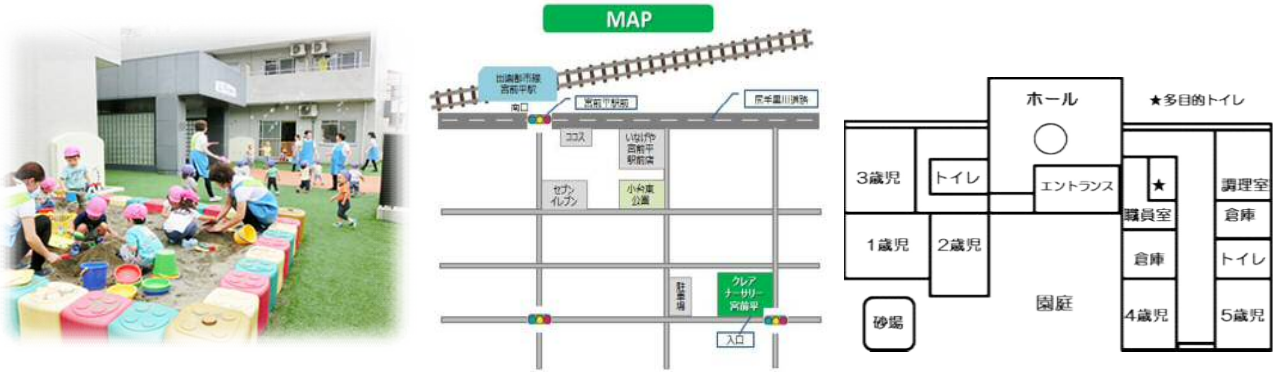 MAP
田園都市線
宮前平駅
南口
宮前平駅前
尻手黒川道路
ココス
いなげや
宮前平
駅前店
セブン
イレブン
小台東
公園
駐車場
クレア
ナーサリー
宮前平
入口
ホール
★多目的トイレ
3歳児
トイレ
エントランス
★
調理室
職員室
倉庫
1歳児
2歳児
倉庫
トイレ
園庭
砂場
4歳児
5歳児